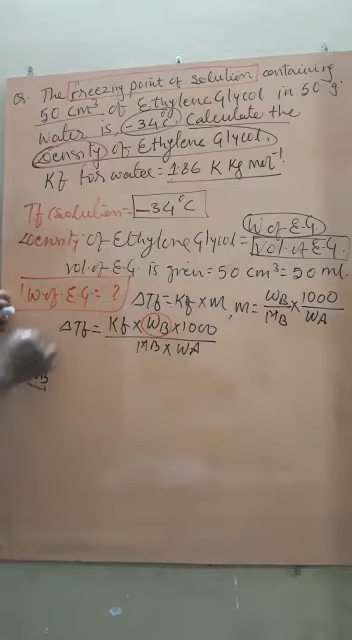 Q. The freezing point of solution containing
50 cm³ of Ethylene Glycol in 50 g
water is -34°C. Calculate the
Density of Ethylene Glycol.
Kf for water = 1.86 K Kg mol⁻¹.
Tf (solution = -34°C
Density of Ethylene Glycol = W of E.G. / Vol. of E.G.
vol. of E.G is given = 50 cm³ = 50 ml.
W of E.G = ? ΔTf = Kf × m, m = WB/MB × 1000/WA
ΔTf = Kf × WB × 1000 / MB × WA